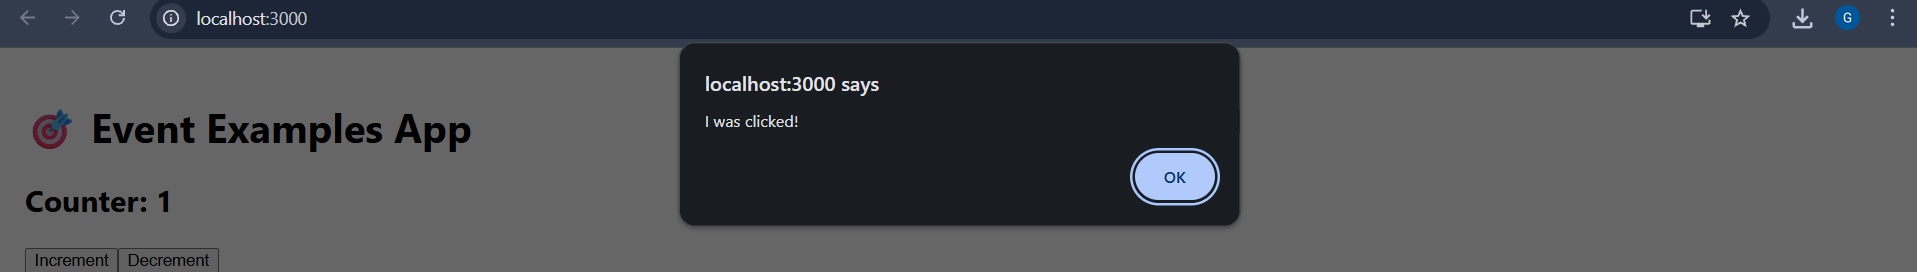 localhost:3000
G
localhost:3000 says
I was clicked!
OK
🎯 Event Examples App
Counter: 1
Increment Decrement